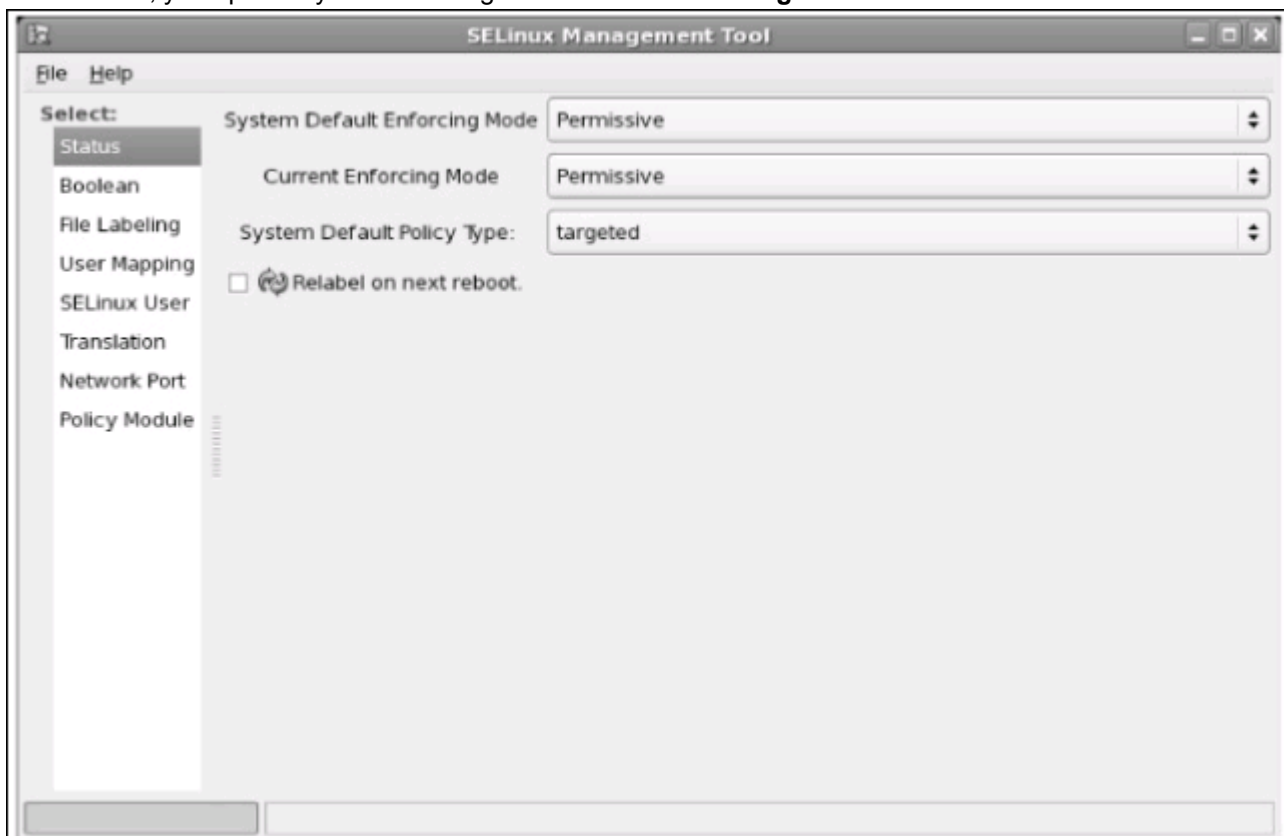 SELinux Management Tool
File Help
Select:
Status
Boolean
File Labeling
User Mapping
SELinux User
Translation
Network Port
Policy Module
System Default Enforcing Mode Permissive
Current Enforcing Mode Permissive
System Default Policy Type: targeted
Relabel on next reboot.